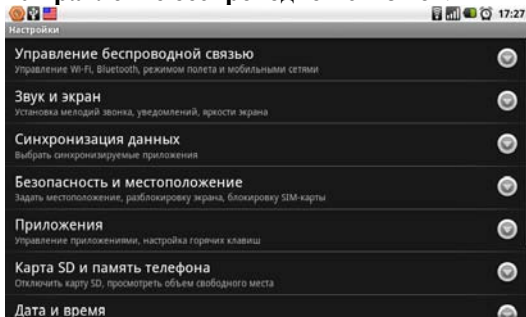 17:27
Настройки
Управление беспроводной связью
Управление Wi-Fi, Bluetooth, режимом полета и мобильными сетями
Звук и экран
Установка мелодий звонка, уведомлений, яркости экрана
Синхронизация данных
Выбрать синхронизируемые приложения
Безопасность и местоположение
Задать местоположение, разблокировку экрана, блокировку SIM-карты
Приложения
Управление приложениями, настройка горячих клавиш
Карта SD и память телефона
Отключить карту SD, просмотреть объем свободного места
Дата и время